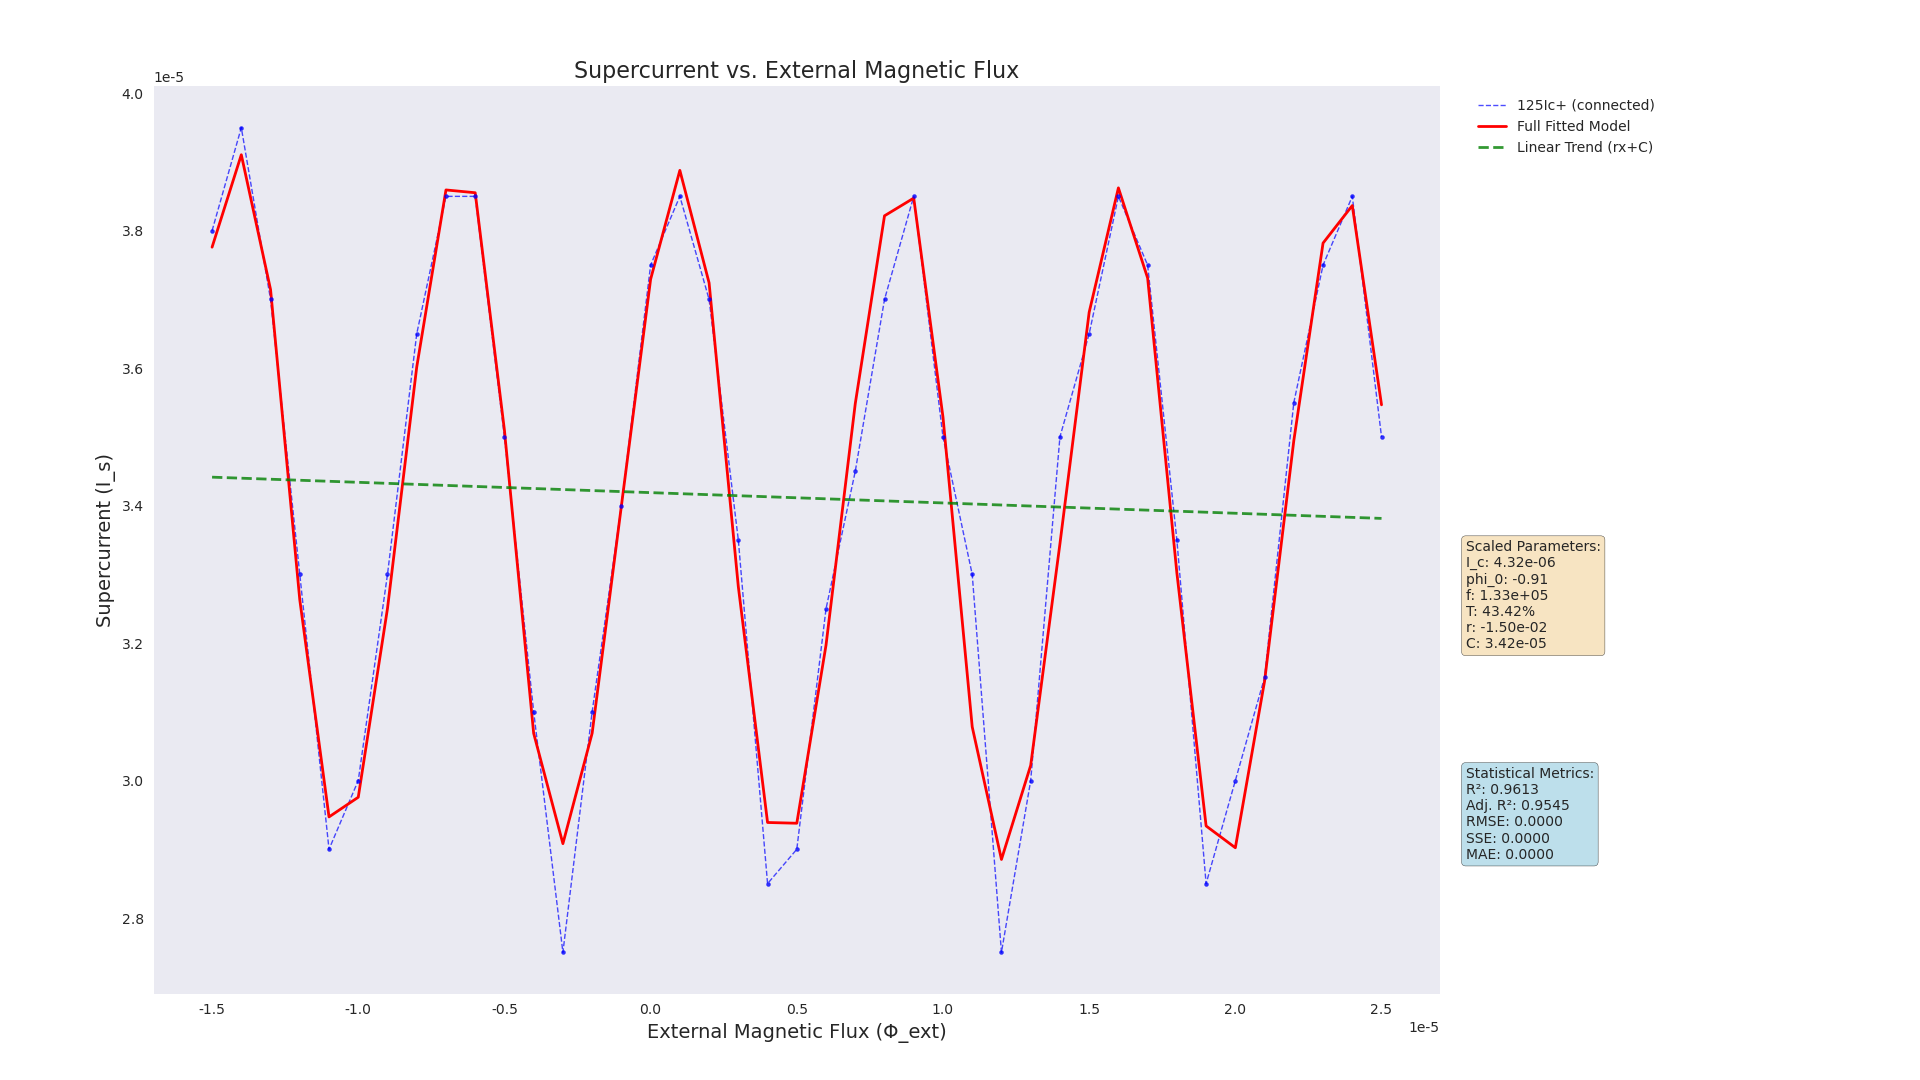 Supercurrent vs. External Magnetic Flux
1e-5
4.0
3.8
3.6
3.4
3.2
3.0
2.8
Supercurrent (I_s)
-1.5 -1.0 -0.5 0.0 0.5 1.0 1.5 2.0 2.5
1e-5
External Magnetic Flux (Φ_ext)
125Ic+ (connected)
Full Fitted Model
Linear Trend (rx+C)
Scaled Parameters:
I_c: 4.32e-06
phi_0: -0.91
f: 1.33e+05
T: 43.42%
r: -1.50e-02
C: 3.42e-05
Statistical Metrics:
R²: 0.9613
Adj. R²: 0.9545
RMSE: 0.0000
SSE: 0.0000
MAE: 0.0000